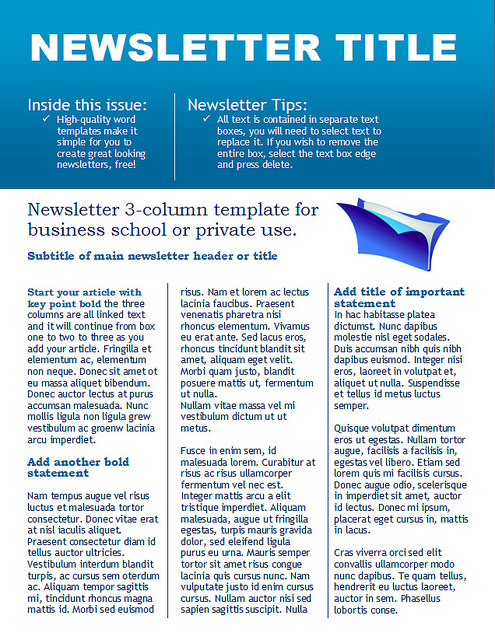 NEWSLETTER TITLE
Inside this issue:
✓ High-quality word
templates make it
simple for you to
create great looking
newsletters, free!
Newsletter Tips:
✓ All text is contained in separate text
boxes, you will need to select text to
replace it. If you wish to remove the
entire box, select the text box edge
and press delete.
Newsletter 3-column template for
business school or private use.
Subtitle of main newsletter header or title
Start your article with
key point bold the three
columns are all linked text
and it will continue from box
one to two to three as you
add your article. Fringilla et
elementum ac, elementum
non neque. Donec sit amet ot
eu massa aliquet bibendum.
Donec auctor lectus at purus
accumsan malesuada. Nunc
mollis ligula non ligula grew
vestibulum ac groenw lacinia
arcu imperdiet.
Add another bold
statement
Nam tempus augue vel risus
luctus et malesuada tortor
consectetur. Donec vitae erat
at nisl iaculis aliquet.
Praesent consectetur diam id
tellus auctor ultricies.
Vestibulum interdum blandit
turpis, ac cursus sem oterdum
ac. Aliquam tempor sagittis
mi, tincidunt rhoncus magna
mattis id. Morbi sed euismod
risus. Nam et lorem ac lectus
lacinia faucibus. Praesent
venenatis pharetra nisi
rhoncus elementum. Vivamus
eu erat ante. Sed lacus eros,
rhoncus tincidunt blandit sit
amet, aliquam eget velit.
Morbi quam justo, blandit
posuere mattis ut, fermentum
ut nulla.
Nullam vitae massa vel mi
vestibulum dictum ut ut
metus.
Fusce in enim sem, id
malesuada lorem. Curabitur at
risus ac risus ullamcorper
fermentum vel nec est.
Integer mattis arcu a elit
tristique imperdiet. Aliquam
malesuada, augue ut fringilla
egestas, turpis mauris gravida
dolor, sed eleifend ligula
purus eu urna. Mauris semper
tortor sit amet risus congue
lacinia quis cursus nunc. Nam
vulputate justo id enim cursus
cursus. Nullam auctor nisi sed
sapien sagittis suscipit. Nulla
Add title of important
statement
In hac habitasse platea
dictumst. Nunc dapibus
molestie nisl eget sodales.
Duis accumsan nibh quis nibh
dapibus euismod. Integer nisi
eros, laoreet in volutpat et,
aliquet ut nulla. Suspendisse
et tellus id metus luctus
semper.
Quisque volutpat dimentum
eros ut egestas. Nullam tortor
augue, facilisis a facilisis in,
egestas vel libero. Etiam sed
lorem quis mi facilisis cursus.
Donec augue odio, scelerisque
in imperdiet sit amet, auctor
id lectus. Donec mi ipsum,
placerat eget cursus in, mattis
in lacus.
Cras viverra orci sed elit
convallis ullamcorper modo
nunc dapibus. Te quam tellus,
hendrerit eu luctus laoreet,
auctor in sem. Phasellus
lobortis conse.